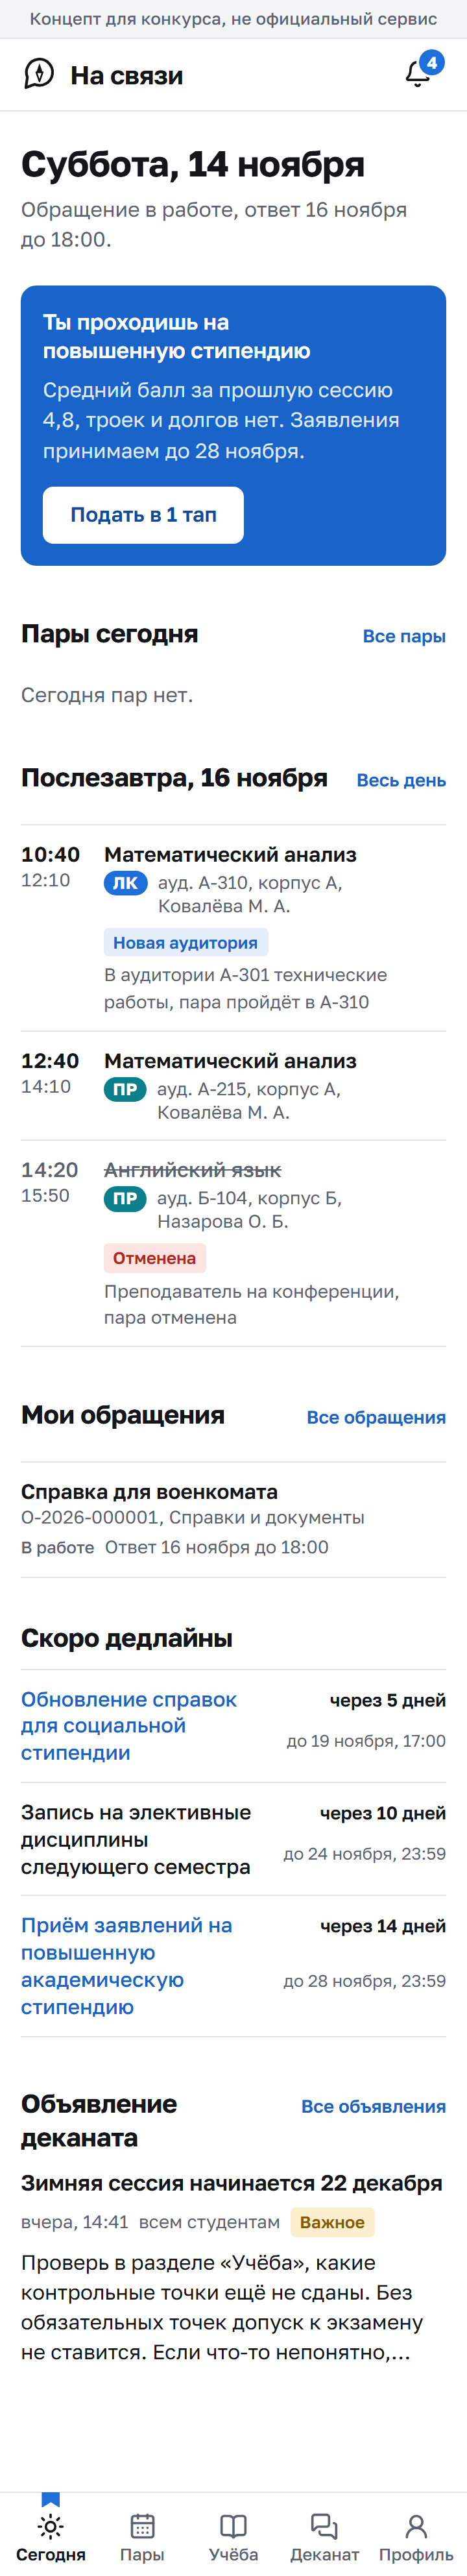 Концепт для конкурса, не официальный сервис
На связи
4
Суббота, 14 ноября
Обращение в работе, ответ 16 ноября
до 18:00.
Ты проходишь на
повышенную стипендию
Средний балл за прошлую сессию
4,8, троек и долгов нет. Заявления
принимаем до 28 ноября.
Подать в 1 тап
Пары сегодня
Все пары
Сегодня пар нет.
Послезавтра, 16 ноября
Весь день
10:40 Математический анализ
12:10 ЛК ауд. А-310, корпус А,
Ковалёва М. А.
Новая аудитория
В аудитории А-301 технические
работы, пара пройдёт в А-310
12:40 Математический анализ
14:10 ПР ауд. А-215, корпус А,
Ковалёва М. А.
14:20 Английский язык
15:50 ПР ауд. Б-104, корпус Б,
Назарова О. Б.
Отменена
Преподаватель на конференции,
пара отменена
Мои обращения
Все обращения
Справка для военкомата
О-2026-000001, Справки и документы
В работе Ответ 16 ноября до 18:00
Скоро дедлайны
Обновление справок
для социальной
стипендии
через 5 дней
до 19 ноября, 17:00
Запись на элективные
дисциплины
следующего семестра
через 10 дней
до 24 ноября, 23:59
Приём заявлений на
повышенную
академическую
стипендию
через 14 дней
до 28 ноября, 23:59
Объявление
деканата
Все объявления
Зимняя сессия начинается 22 декабря
вчера, 14:41 всем студентам Важное
Проверь в разделе «Учёба», какие
контрольные точки ещё не сданы. Без
обязательных точек допуск к экзамену
не ставится. Если что-то непонятно,...
Сегодня Пары Учёба Деканат Профиль